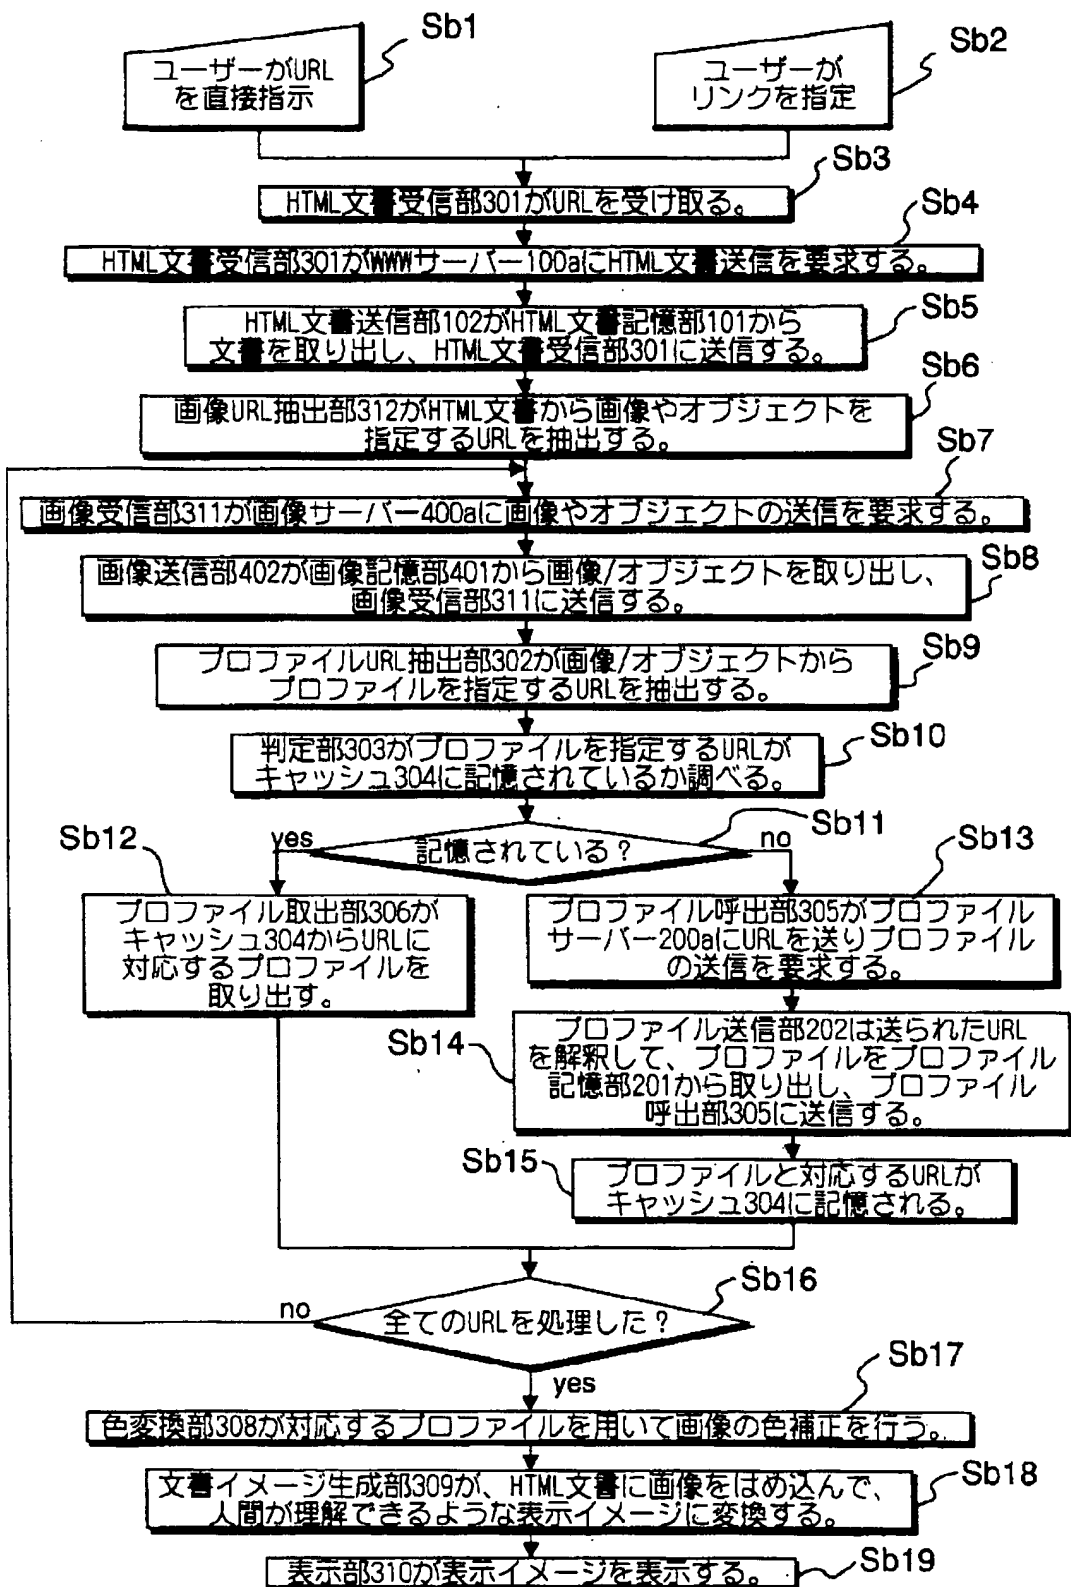 Sb1
ユーザーがURL
を直接指示
Sb2
ユーザーが
リンクを指定
Sb3
HTML文書受信部301がURLを受け取る。
Sb4
HTML文書受信部301がWWWサーバー100aにHTML文書送信を要求する。
Sb5
HTML文書送信部102がHTML文書記憶部101から
文書を取り出し、HTML文書受信部301に送信する。
Sb6
画像URL抽出部312がHTML文書から画像やオブジェクトを
指定するURLを抽出する。
Sb7
画像受信部311が画像サーバー400aに画像やオブジェクトの送信を要求する。
Sb8
画像送信部402が画像記憶部401から画像/オブジェクトを取り出し、
画像受信部311に送信する。
Sb9
プロファイルURL抽出部302が画像/オブジェクトから
プロファイルを指定するURLを抽出する。
Sb10
判定部303がプロファイルを指定するURLが
キャッシュ304に記憶されているか調べる。
Sb11
yes
記憶されている?
no
Sb12
プロファイル取出部306が
キャッシュ304からURLに
対応するプロファイルを
取り出す。
Sb13
プロファイル呼出部305がプロファイル
サーバー200aにURLを送りプロファイル
の送信を要求する。
Sb14
プロファイル送信部202は送られたURL
を解釈して、プロファイルをプロファイル
記憶部201から取り出し、プロファイル
呼出部305に送信する。
Sb15
プロファイルと対応するURLが
キャッシュ304に記憶される。
Sb16
no
全てのURLを処理した?
yes
Sb17
色変換部308が対応するプロファイルを用いて画像の色補正を行う。
Sb18
文書イメージ生成部309が、HTML文書に画像をはめ込んで、
人間が理解できるような表示イメージに変換する。
Sb19
表示部310が表示イメージを表示する。